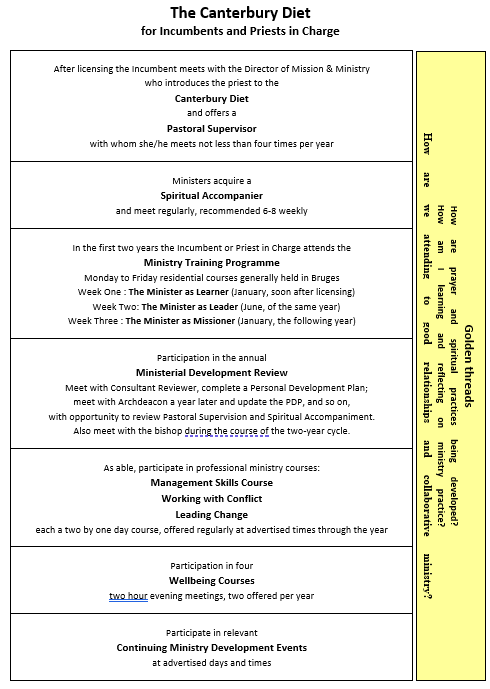 The Canterbury Diet
for Incumbents and Priests in Charge
After licensing the Incumbent meets with the Director of Mission & Ministry
who introduces the priest to the
Canterbury Diet
and offers a
Pastoral Supervisor
with whom she/he meets not less than four times per year
Ministers acquire a
Spiritual Accompanier
and meet regularly, recommended 6-8 weekly
In the first two years the Incumbent or Priest in Charge attends the
Ministry Training Programme
Monday to Friday residential courses generally held in Bruges
Week One : The Minister as Learner (January, soon after licensing)
Week Two: The Minister as Leader (June, of the same year)
Week Three : The Minister as Missioner (January, the following year)
Participation in the annual
Ministerial Development Review
Meet with Consultant Reviewer, complete a Personal Development Plan;
meet with Archdeacon a year later and update the PDP, and so on,
with opportunity to review Pastoral Supervision and Spiritual Accompaniment.
Also meet with the bishop during the course of the two-year cycle.
As able, participate in professional ministry courses:
Management Skills Course
Working with Conflict
Leading Change
each a two by one day course, offered regularly at advertised times through the year
Participation in four
Wellbeing Courses
two hour evening meetings, two offered per year
Participate in relevant
Continuing Ministry Development Events
at advertised days and times
Golden threads
How are prayer and spiritual practices being developed?
How am I learning and reflecting on ministry practice?
How are we attending to good relationships and collaborative ministry?